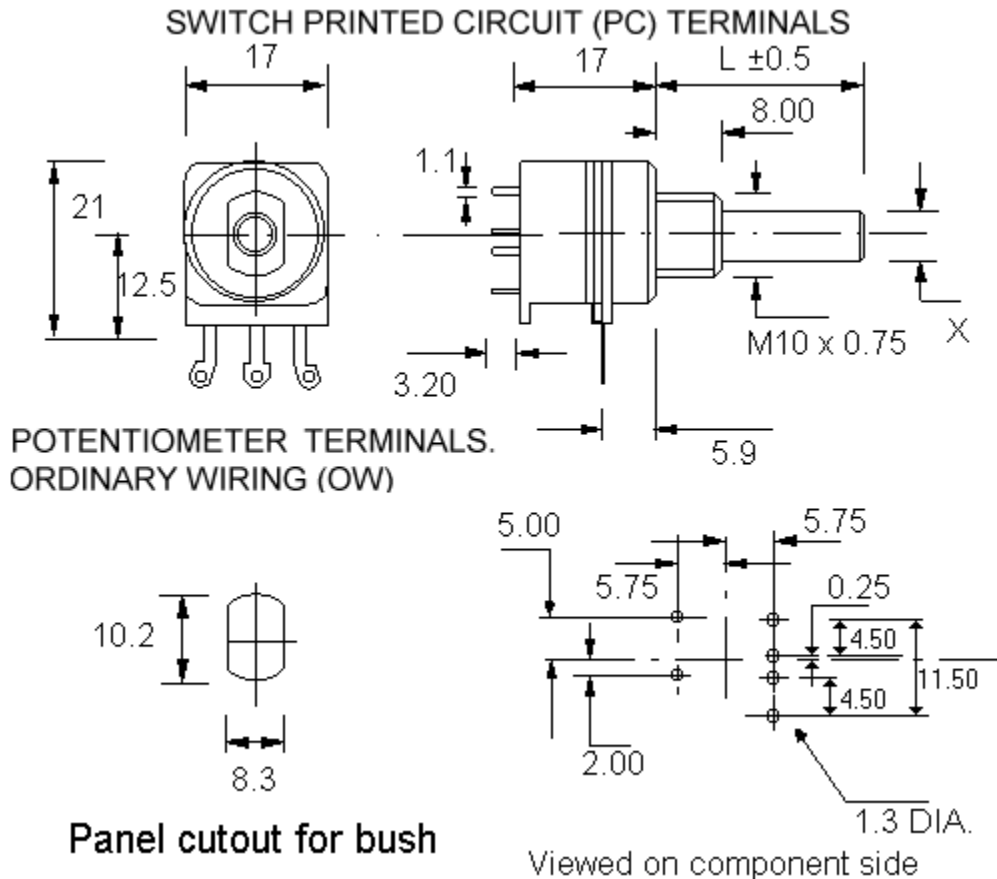 SWITCH PRINTED CIRCUIT (PC) TERMINALS
17
17
L ±0.5
8.00
1.1
21
12.5
M10 x 0.75
X
3.20
5.9
POTENTIOMETER TERMINALS.
ORDINARY WIRING (OW)
5.00
5.75
5.75
0.25
10.2
4.50
11.50
4.50
2.00
8.3
1.3 DIA.
Panel cutout for bush
Viewed on component side